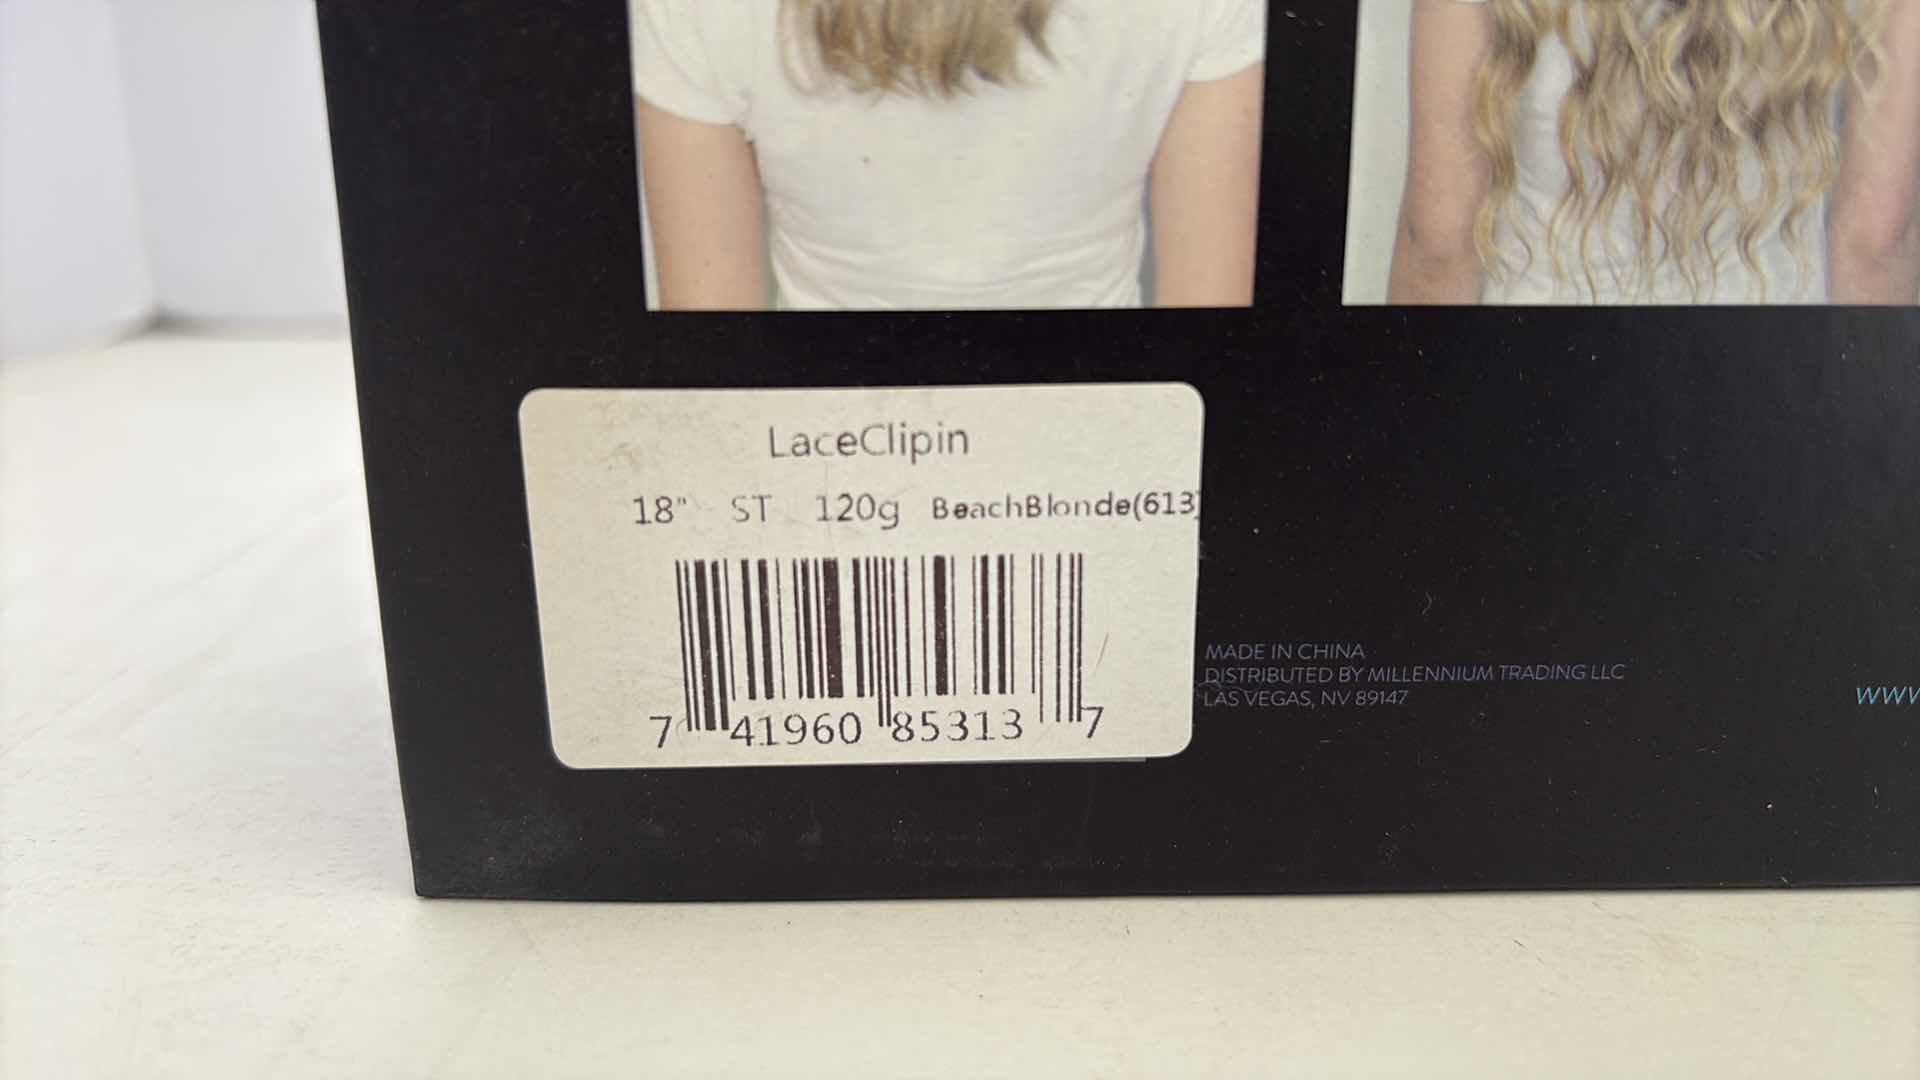 LaceClipin
18" ST 120g BeachBlonde(613)
7 41960 85313 7
MADE IN CHINA
DISTRIBUTED BY MILLENNIUM TRADING LLC
LAS VEGAS, NV 89147